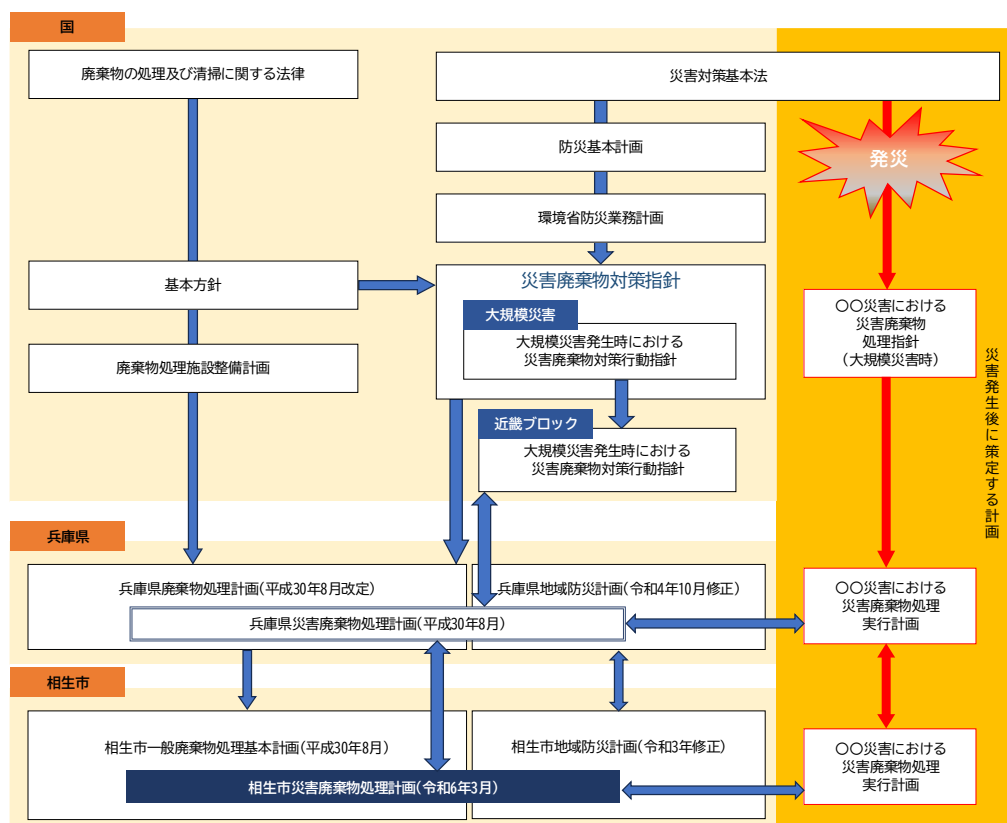 国
廃棄物の処理及び清掃に関する法律
災害対策基本法
防災基本計画
発災
環境省防災業務計画
基本方針
災害廃棄物対策指針
大規模災害
大規模災害発生時における
災害廃棄物対策行動指針
〇〇災害における
災害廃棄物
処理指針
(大規模災害時)
廃棄物処理施設整備計画
近畿ブロック
大規模災害発生時における
災害廃棄物対策行動指針
災害発生後に策定する計画
兵庫県
兵庫県廃棄物処理計画(平成30年8月改定)
兵庫県地域防災計画(令和4年10月修正)
兵庫県災害廃棄物処理計画(平成30年8月)
〇〇災害における
災害廃棄物処理
実行計画
相生市
相生市一般廃棄物処理基本計画(平成30年8月)
相生市地域防災計画(令和3年修正)
相生市災害廃棄物処理計画(令和6年3月)
〇〇災害における
災害廃棄物処理
実行計画